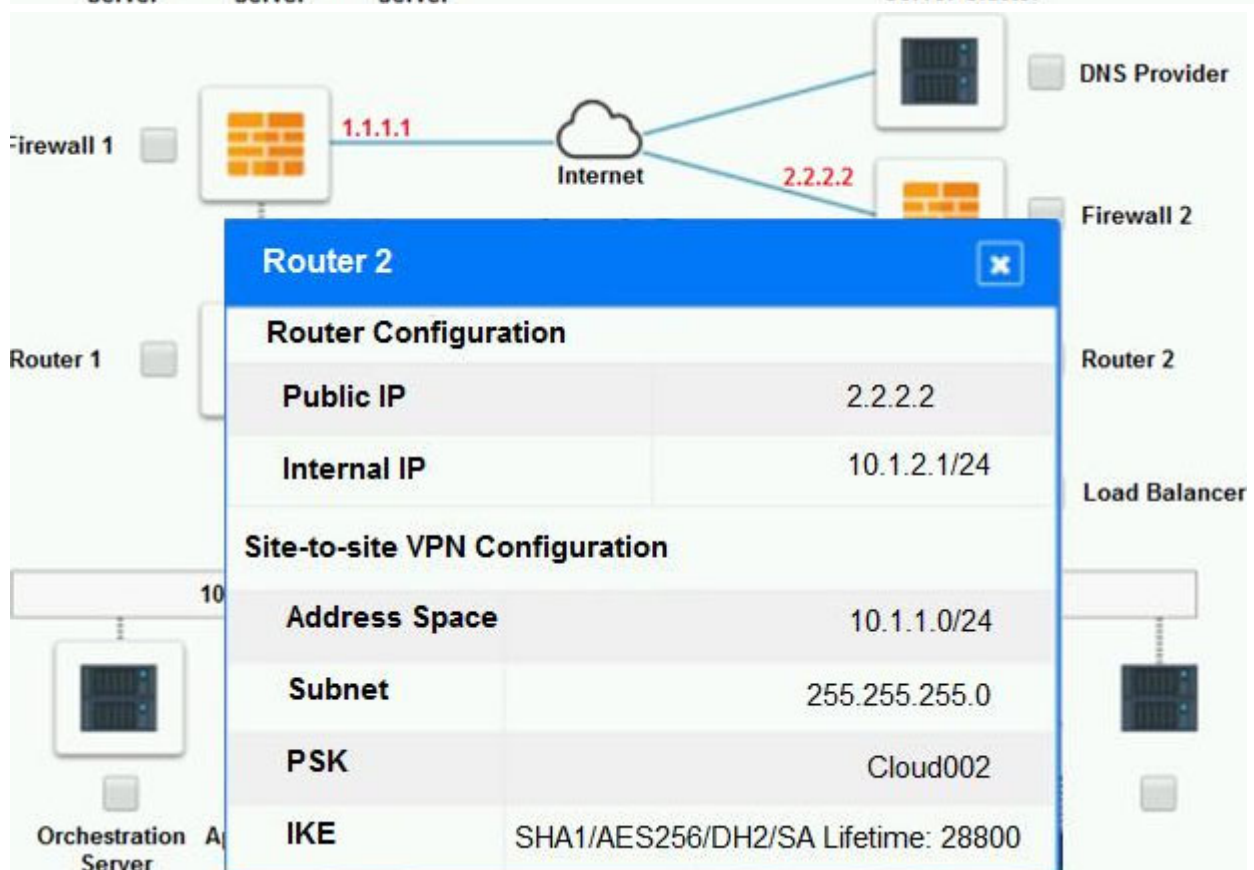 DNS Provider
Firewall 1
1.1.1.1
Internet
2.2.2.2
Firewall 2
Router 2
Router Configuration
Router 1
Public IP 2.2.2.2
Router 2
Internal IP 10.1.2.1/24
Load Balancer
Site-to-site VPN Configuration
10
Address Space 10.1.1.0/24
Subnet 255.255.255.0
PSK Cloud002
IKE SHA1/AES256/DH2/SA Lifetime: 28800
Orchestration
Server